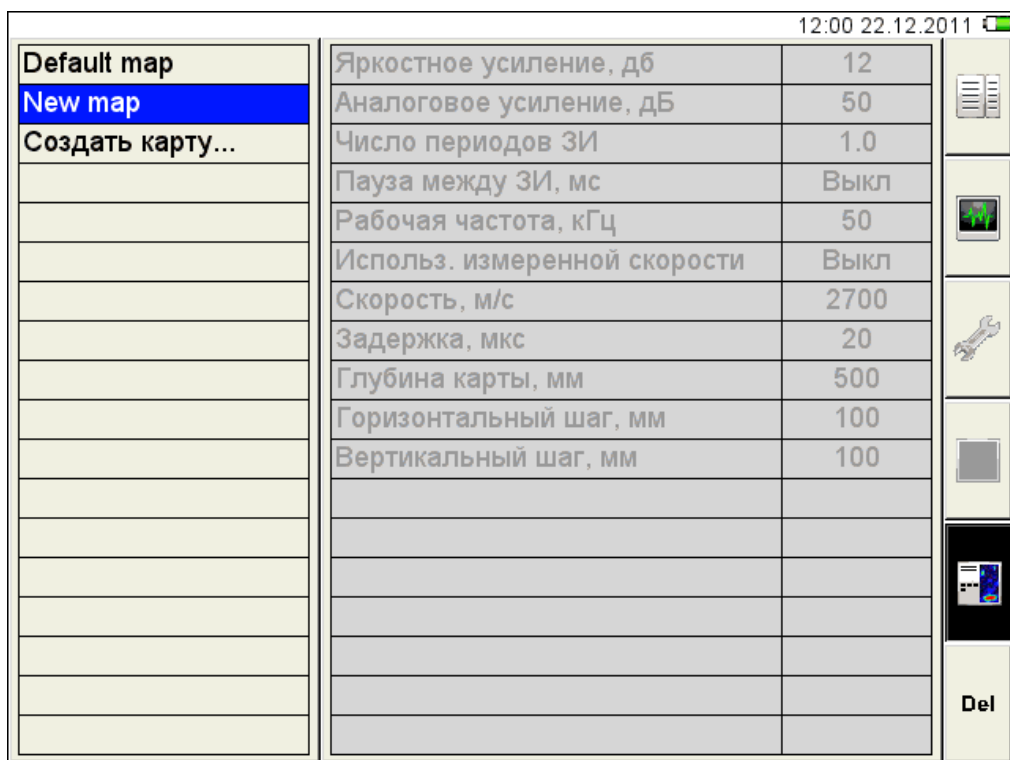 12:00 22.12.2011
Default map
New map
Создать карту...
Яркостное усиление, дб 12
Аналоговое усиление, дБ 50
Число периодов ЗИ 1.0
Пауза между ЗИ, мс Выкл
Рабочая частота, кГц 50
Использ. измеренной скорости Выкл
Скорость, м/с 2700
Задержка, мкс 20
Глубина карты, мм 500
Горизонтальный шаг, мм 100
Вертикальный шаг, мм 100
Del